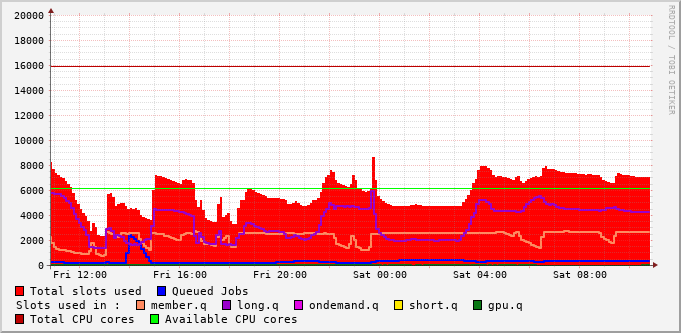 20000
18000
16000
14000
12000
10000
8000
6000
4000
2000
0
Fri 12:00 Fri 16:00 Fri 20:00 Sat 00:00 Sat 04:00 Sat 08:00
Total slots used Queued Jobs
Slots used in : member.q long.q ondemand.q short.q gpu.q
Total CPU cores Available CPU cores
RRDTOOL / TOBI OETIKER